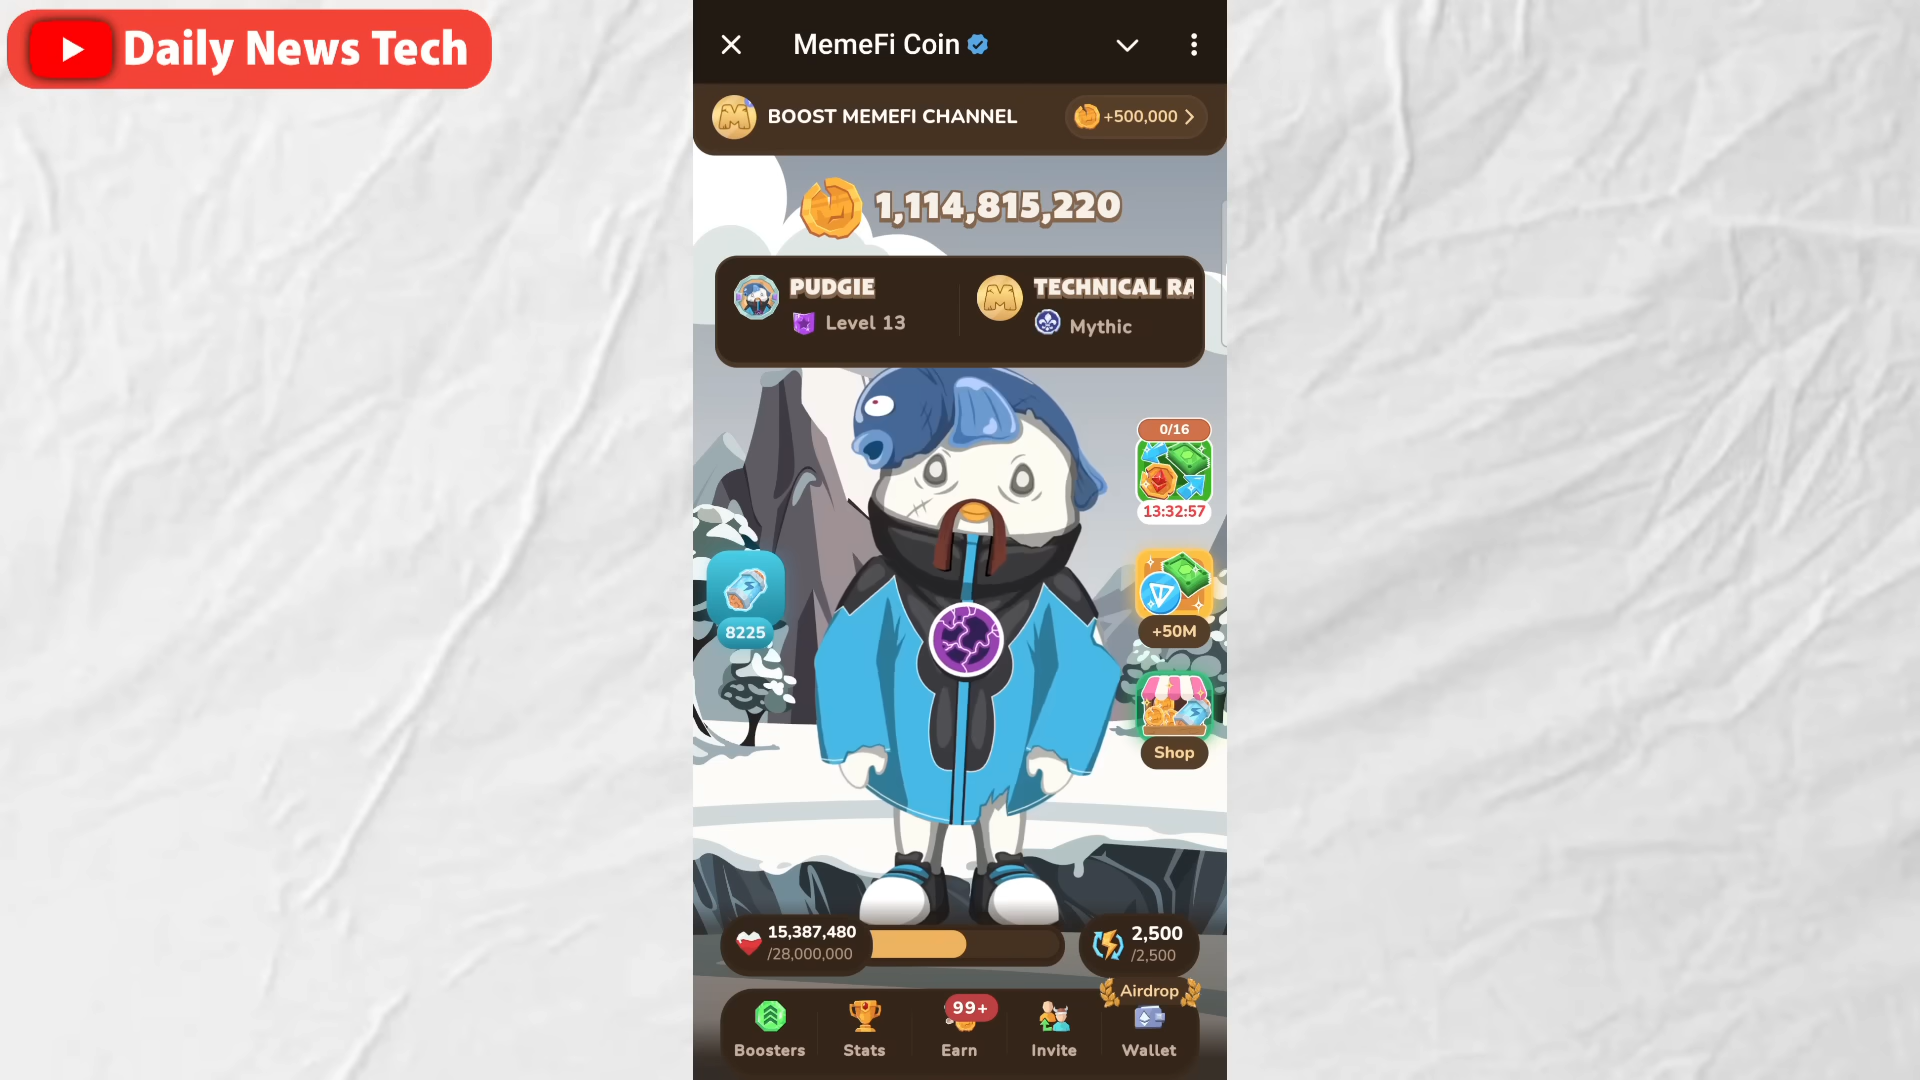 Daily News Tech
MemeFi Coin
BOOST MEMEFI CHANNEL
+500,000
1,114,815,220
PUDGIE
Level 13
TECHNICAL RA
Mythic
0/16
13:32:57
8225
+50M
Shop
15,387,480
/28,000,000
2,500
/2,500
Airdrop
99+
Boosters
Stats
Earn
Invite
Wallet